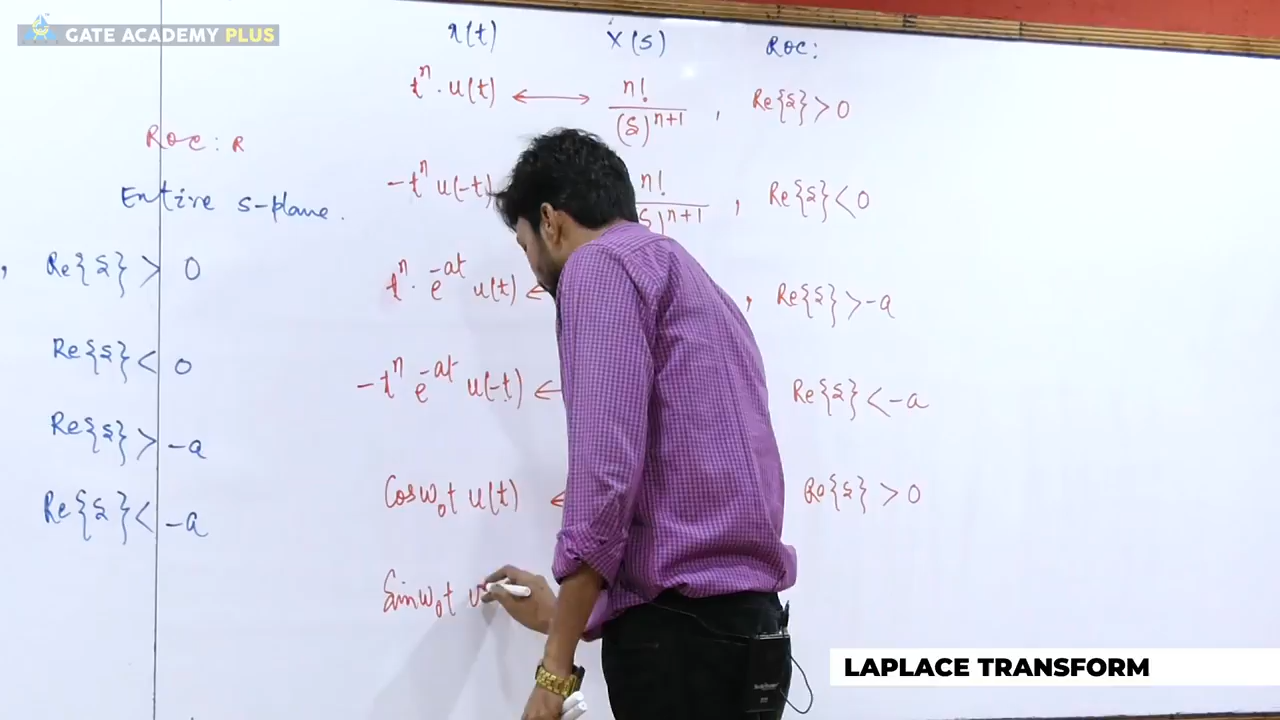 GATE ACADEMY PLUS
x(t) X(s) ROC:
tⁿ · u(t) ⟷ n!/(s)ⁿ⁺¹ , Re{s} > 0
ROC: R
-tⁿ u(-t) n!/(s)ⁿ⁺¹ , Re{s} < 0
Entire s-plane.
, Re{s} > 0
tⁿ · e⁻ᵃᵗ u(t) ← , Re{s} > -a
Re{s} < 0
-tⁿ e⁻ᵃᵗ u(-t) ← Re{s} < -a
Re{s} > -a
Cosω₀t u(t) ← Re{s} > 0
Re{s} < -a
Sinω₀t u
LAPLACE TRANSFORM